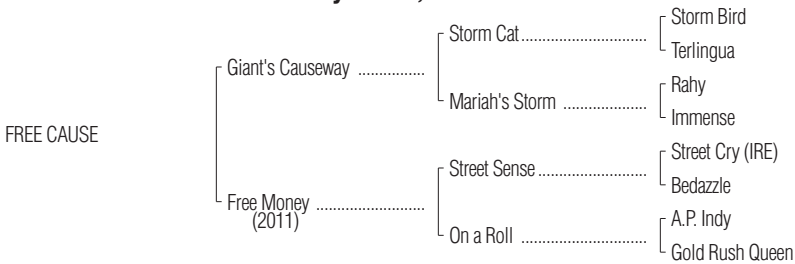 Storm Bird
Storm Cat..............................
Terlingua
Giant's Causeway ................
Rahy
Mariah's Storm ....................
Immense
FREE CAUSE
Street Cry (IRE)
Street Sense..........................
Bedazzle
Free Money ..........................
(2011)
A.P. Indy
On a Roll ..............................
Gold Rush Queen